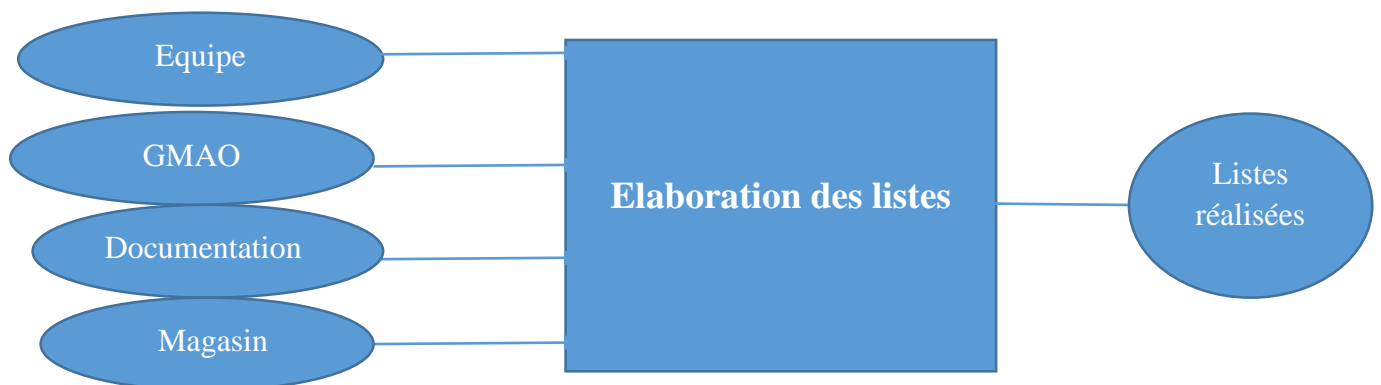 Equipe
GMAO
Documentation
Magasin
Elaboration des listes
Listes
réalisées